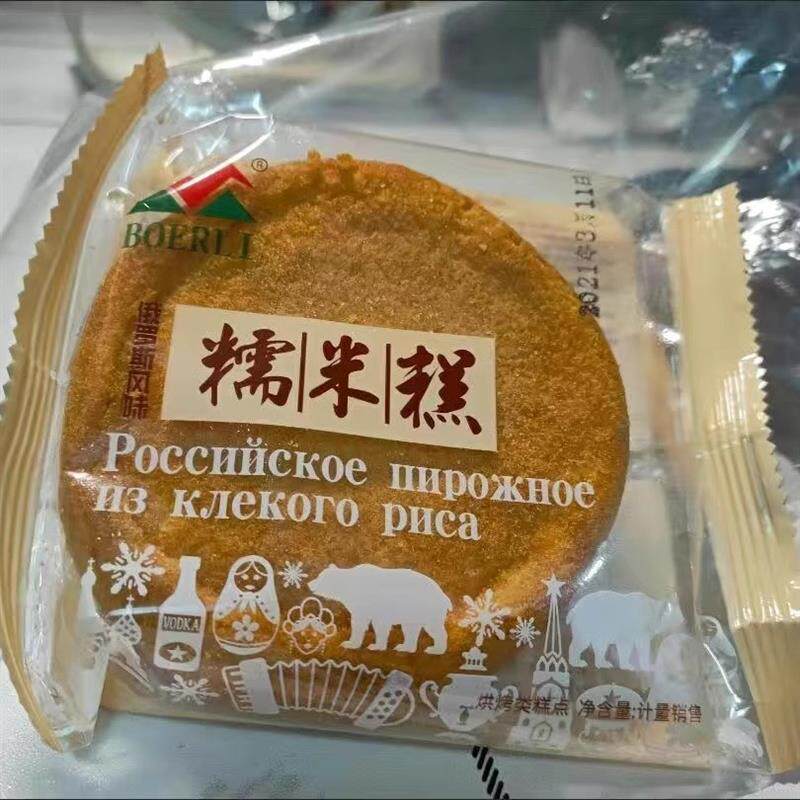 ®
BOERLI
2021年3月11日
俄罗斯风味
糯米糕
Российское пирожное
из клекого риса
VODKA
烘烤类糕点 净含量:计量销售